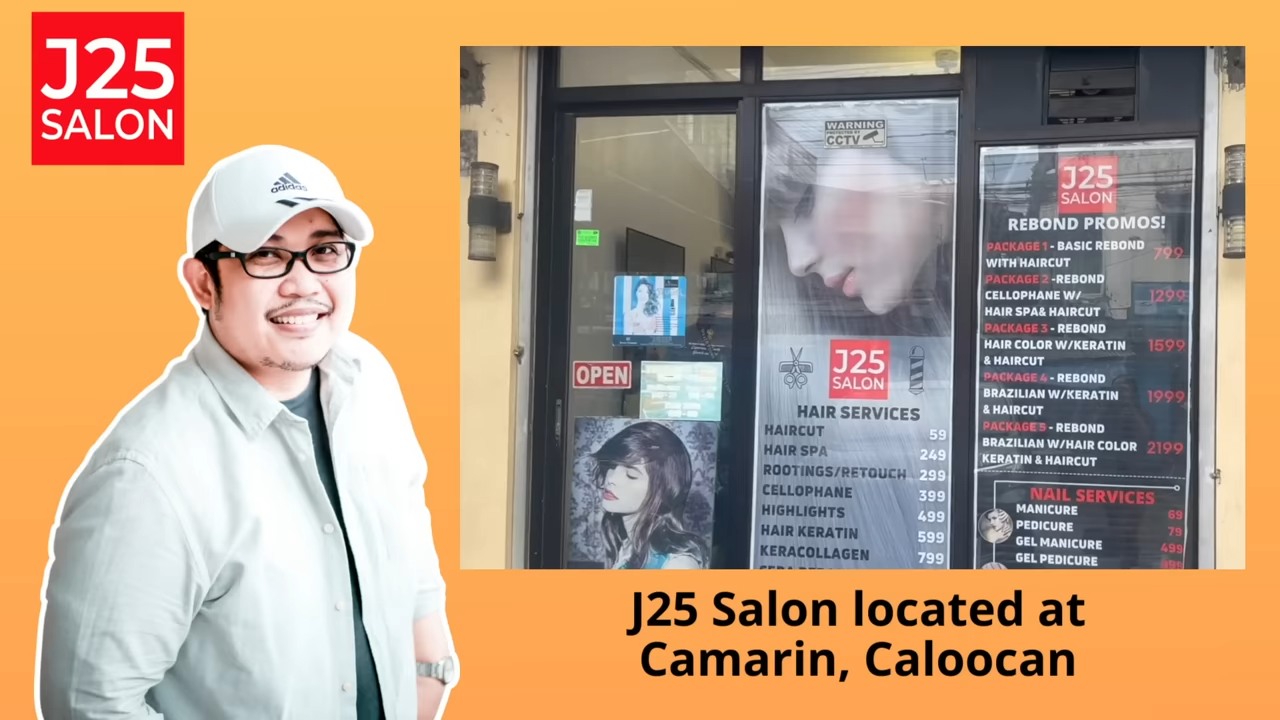 J25
SALON
adidas
WARNING
PROTECTED BY
CCTV
OPEN
J25
SALON
HAIR SERVICES
HAIRCUT 59
HAIR SPA 249
ROOTINGS/RETOUCH 299
CELLOPHANE 399
HIGHLIGHTS 499
HAIR KERATIN 599
KERACOLLAGEN 799
J25
SALON
REBOND PROMOS!
PACKAGE 1 - BASIC REBOND
WITH HAIRCUT 799
PACKAGE 2 -REBOND
CELLOPHANE W/ 1299
HAIR SPA& HAIRCUT
PACKAGE 3 - REBOND
HAIR COLOR W/KERATIN 1599
& HAIRCUT
PACKAGE 4 - REBOND
BRAZILIAN W/KERATIN 1999
& HAIRCUT
PACKAGE 5 - REBOND
BRAZILIAN W/HAIR COLOR 2199
KERATIN & HAIRCUT
NAIL SERVICES
MANICURE 69
PEDICURE 79
GEL MANICURE 499
GEL PEDICURE
J25 Salon located at
Camarin, Caloocan